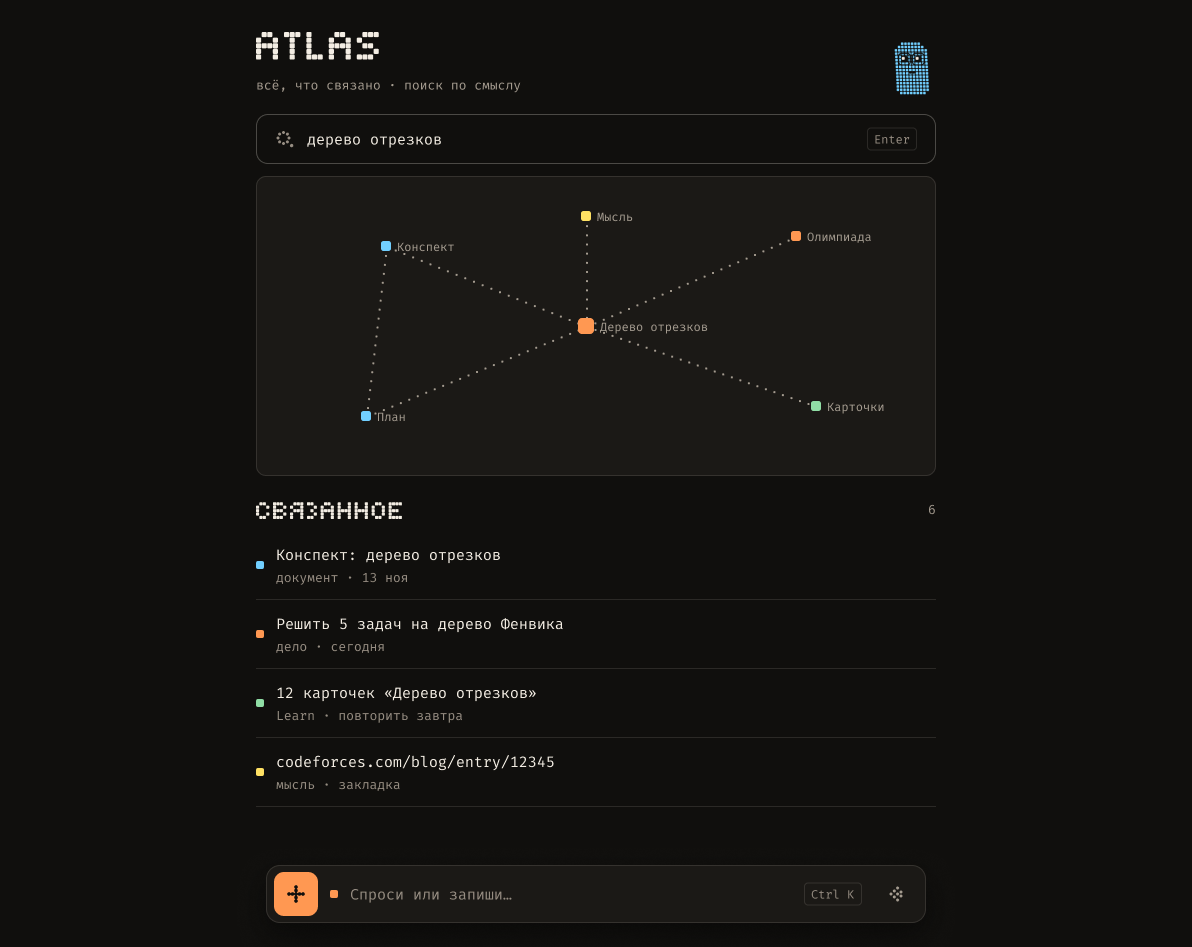 ATLAS
всё, что связано · поиск по смыслу
дерево отрезков
Enter
Мысль
Олимпиада
Конспект
Дерево отрезков
Карточки
План
СВЯЗАННОЕ
6
Конспект: дерево отрезков
документ · 13 ноя
Решить 5 задач на дерево Фенвика
дело · сегодня
12 карточек «Дерево отрезков»
Learn · повторить завтра
codeforces.com/blog/entry/12345
мысль · закладка
Спроси или запиши…
Ctrl K